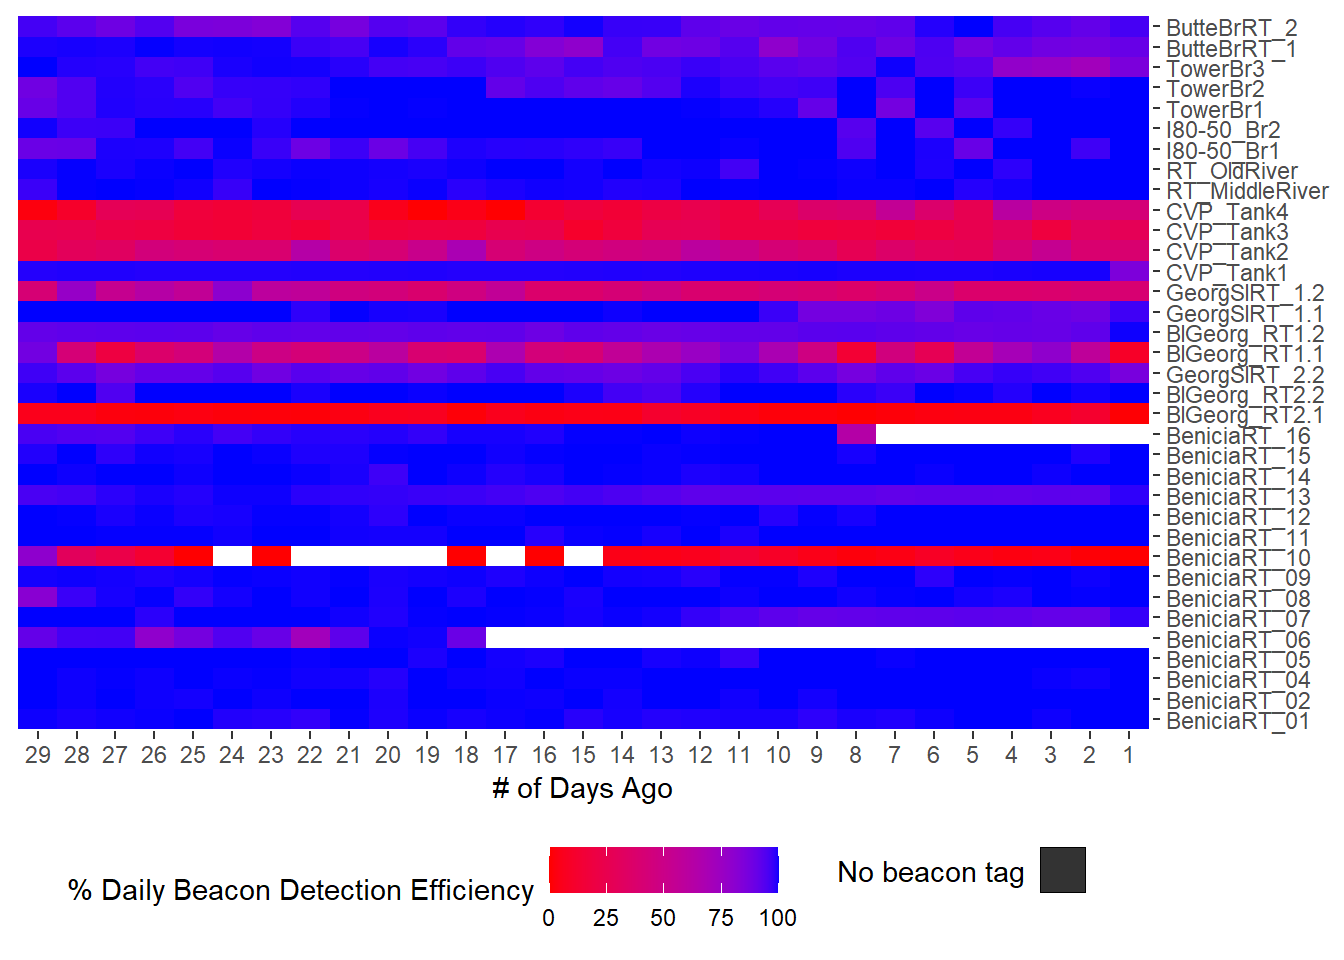 ButteBrRT_2
ButteBrRT_1
TowerBr3
TowerBr2
TowerBr1
I80-50_Br2
I80-50_Br1
RT_OldRiver
RT_MiddleRiver
CVP_Tank4
CVP_Tank3
CVP_Tank2
CVP_Tank1
GeorgSlRT_1.2
GeorgSlRT_1.1
BlGeorg_RT1.2
BlGeorg_RT1.1
GeorgSlRT_2.2
BlGeorg_RT2.2
BlGeorg_RT2.1
BeniciaRT_16
BeniciaRT_15
BeniciaRT_14
BeniciaRT_13
BeniciaRT_12
BeniciaRT_11
BeniciaRT_10
BeniciaRT_09
BeniciaRT_08
BeniciaRT_07
BeniciaRT_06
BeniciaRT_05
BeniciaRT_04
BeniciaRT_02
BeniciaRT_01
29 28 27 26 25 24 23 22 21 20 19 18 17 16 15 14 13 12 11 10 9 8 7 6 5 4 3 2 1
# of Days Ago
% Daily Beacon Detection Efficiency
0 25 50 75 100
No beacon tag